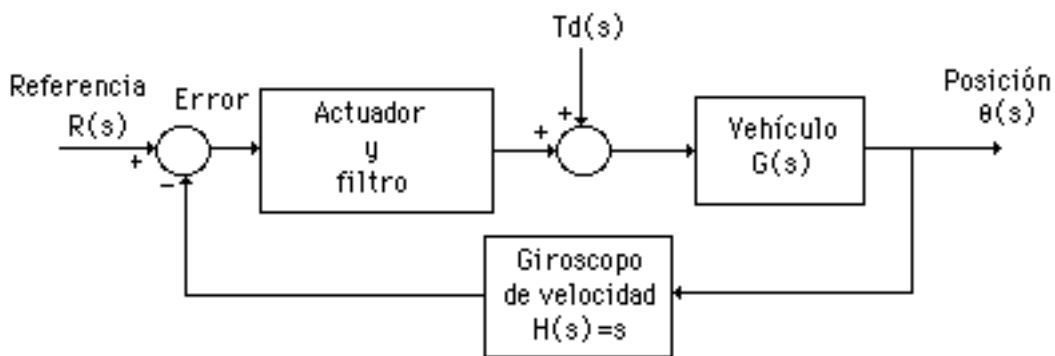 Td(s)
Referencia
R(s)
Error
Actuador
y
filtro
Vehículo
G(s)
Posición
θ(s)
+
−
+
+
Giroscopo
de velocidad
H(s)=s